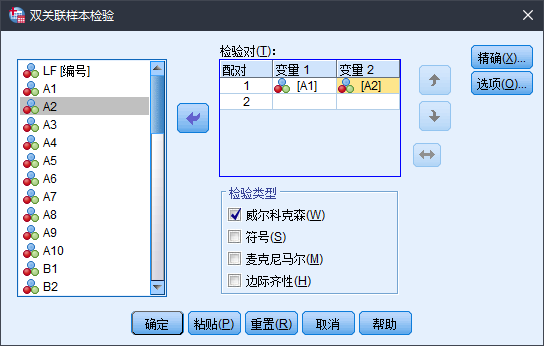 双关联样本检验
检验对(T):
LF [编号]
A1
A2
A3
A4
A5
A6
A7
A8
A9
A10
B1
B2
配对 变量 1 变量 2
1 [A1] [A2]
2
精确(X)...
选项(O)...
检验类型
威尔科克森(W)
符号(S)
麦克尼马尔(M)
边际齐性(H)
确定 粘贴(P) 重置(R) 取消 帮助